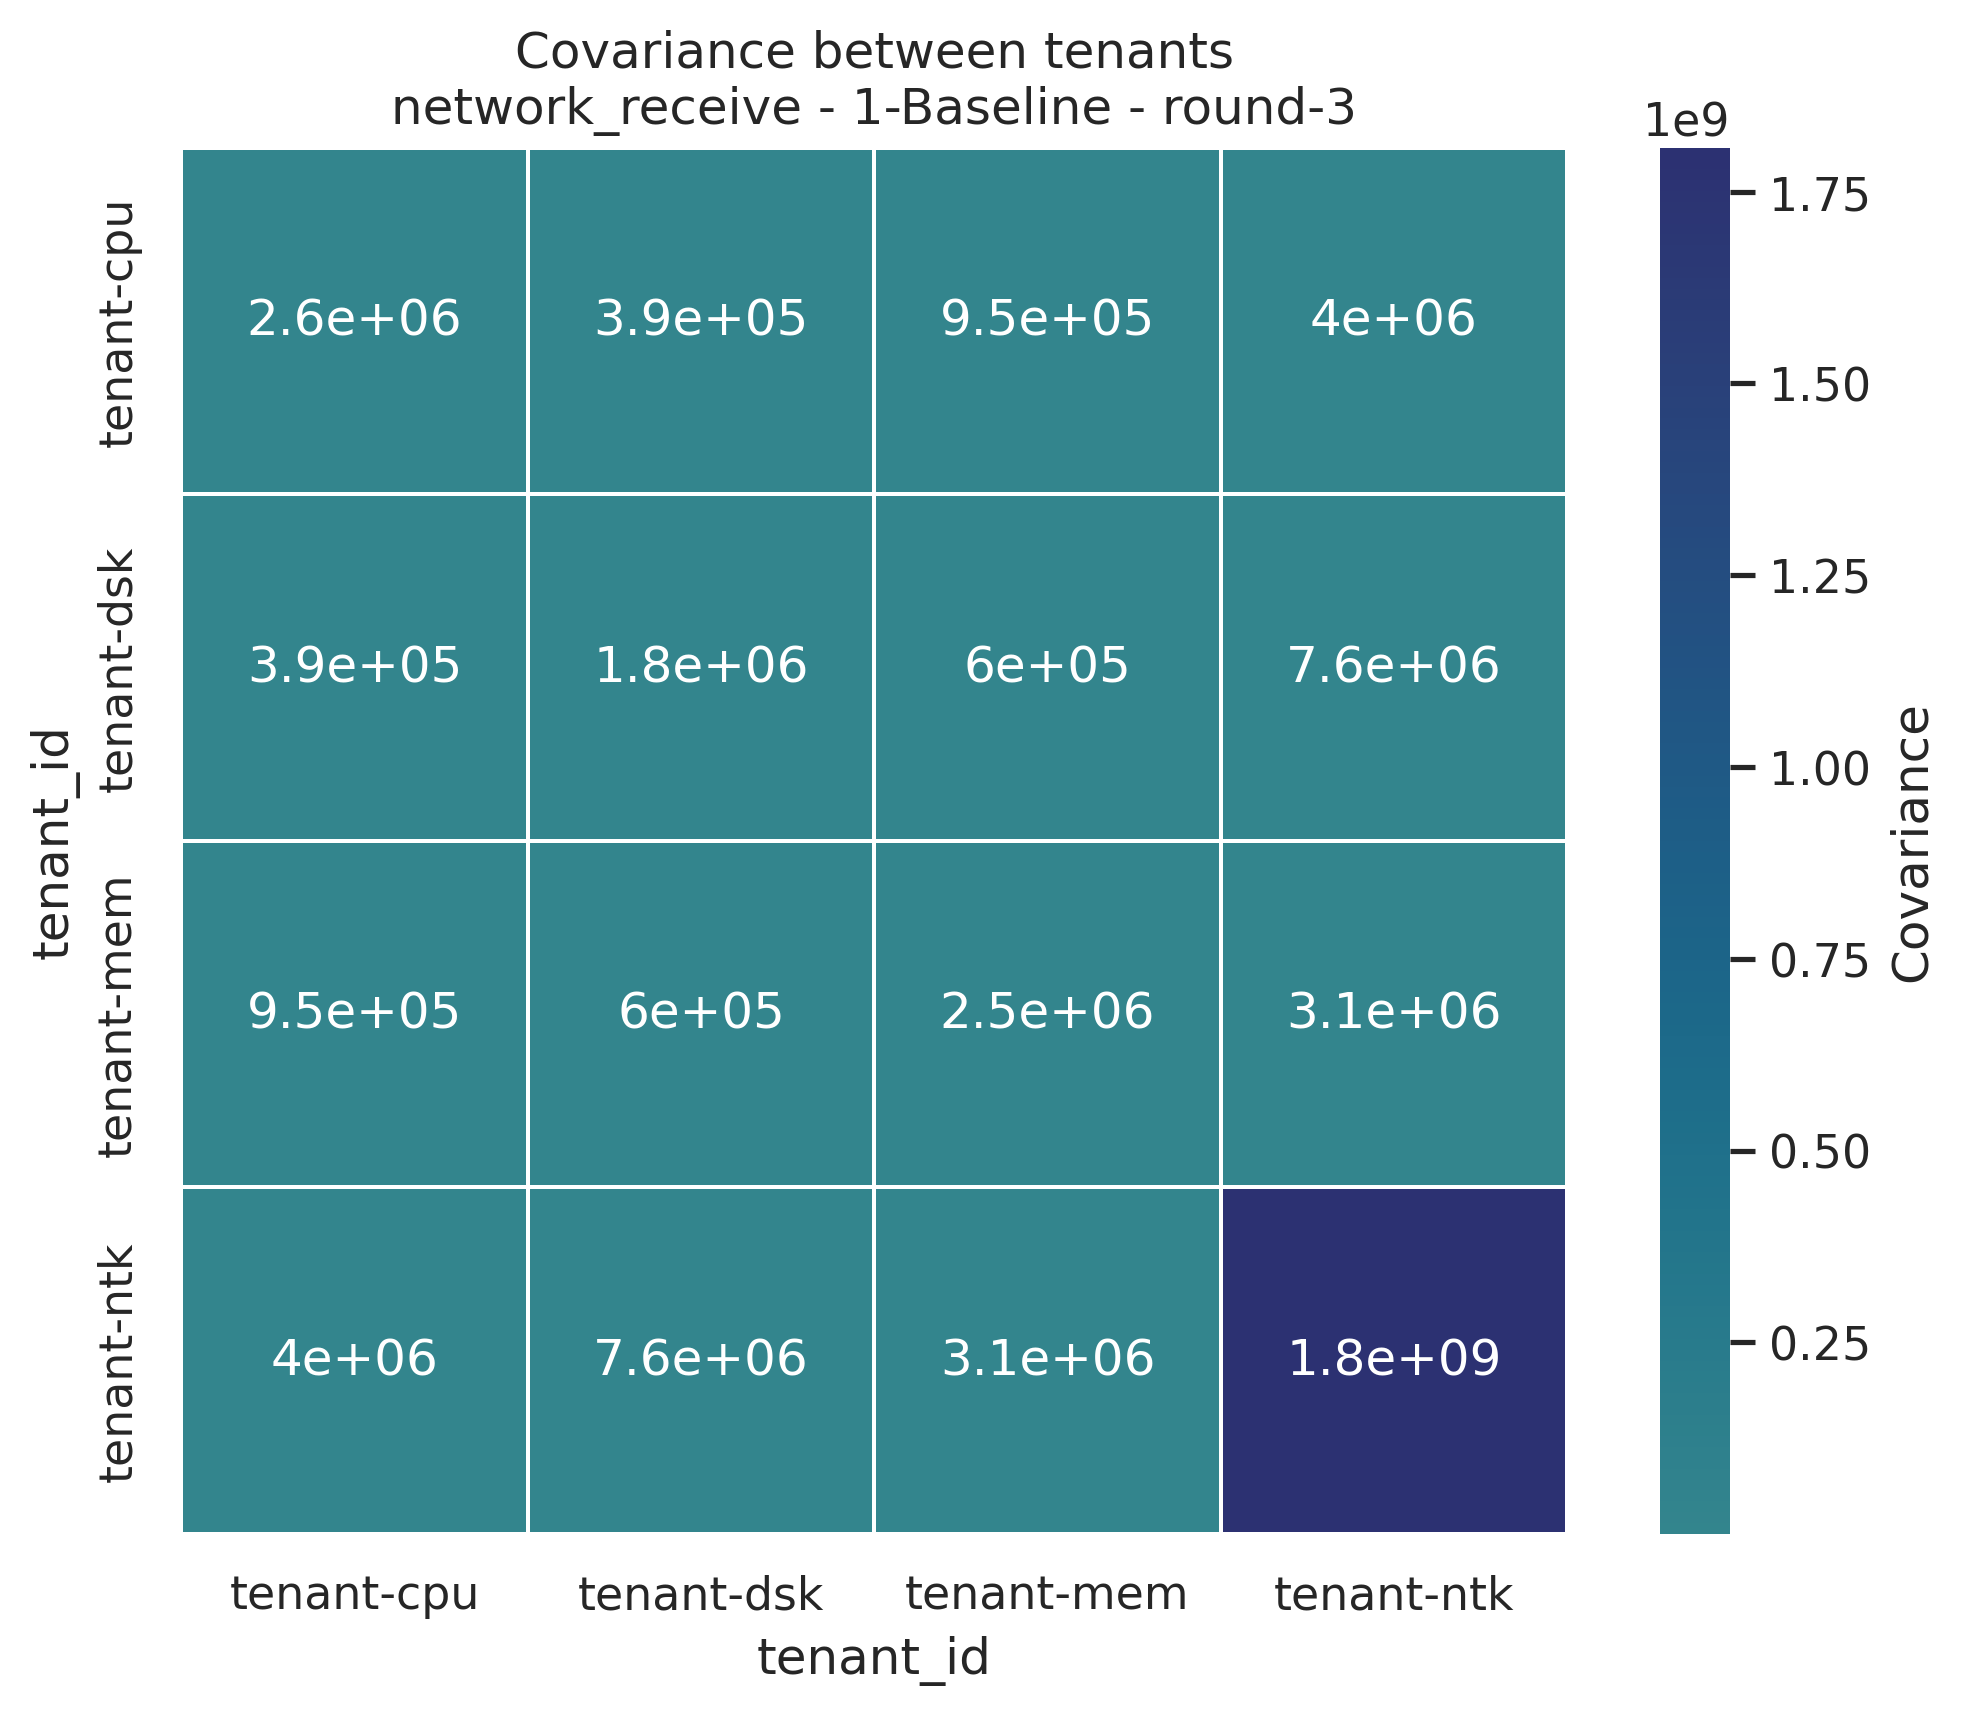 Covariance between tenants
network_receive - 1-Baseline - round-3
1e9
tenant_id
tenant-cpu
2.6e+06 3.9e+05 9.5e+05 4e+06
tenant-dsk
3.9e+05 1.8e+06 6e+05 7.6e+06
tenant-mem
9.5e+05 6e+05 2.5e+06 3.1e+06
tenant-ntk
4e+06 7.6e+06 3.1e+06 1.8e+09
tenant-cpu tenant-dsk tenant-mem tenant-ntk
tenant_id
1.75
1.50
1.25
1.00
0.75
0.50
0.25
Covariance